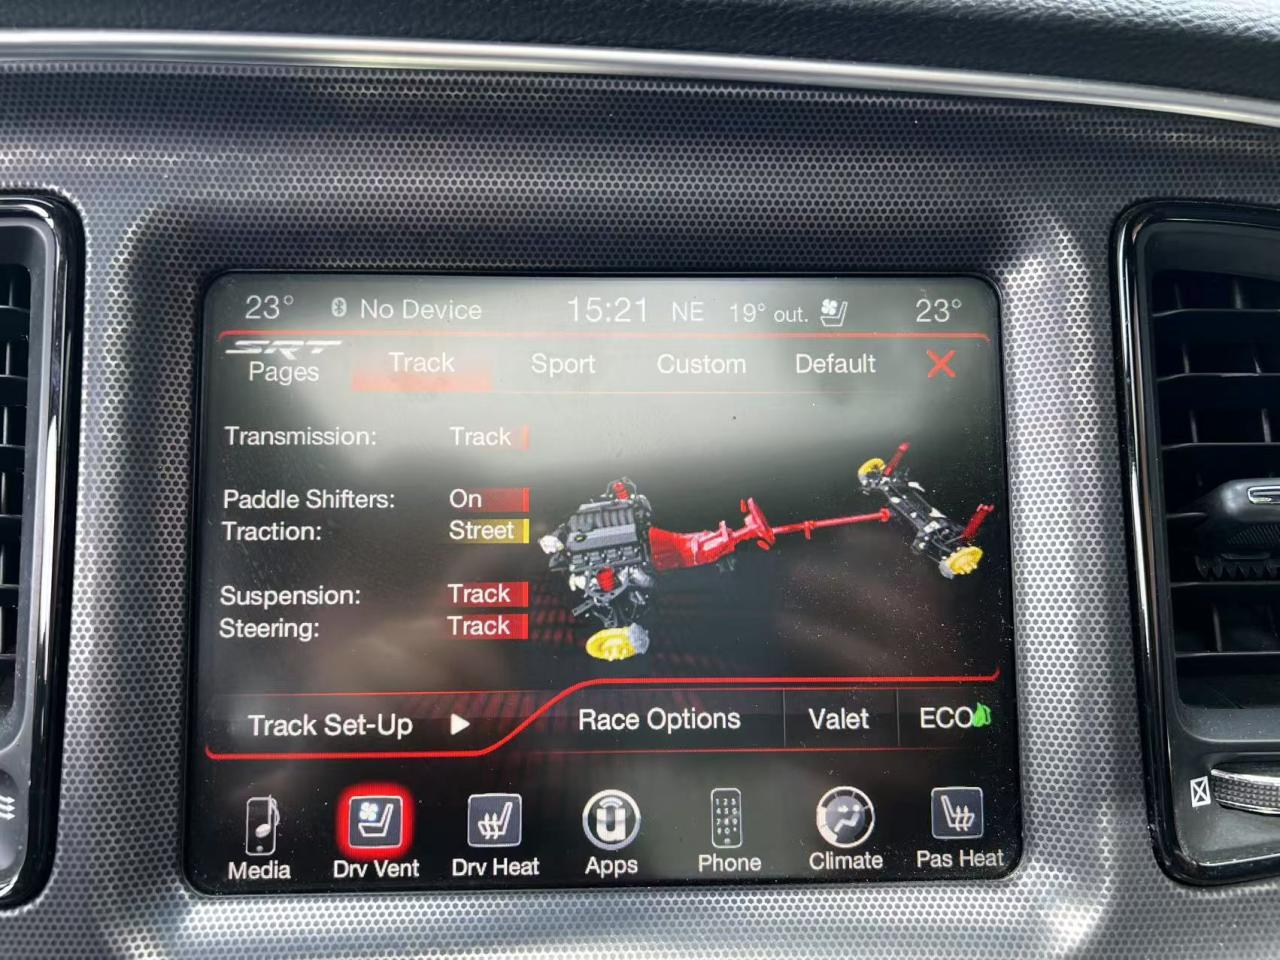 23° No Device 15:21 NE 19° out. 23°
SRT
Pages Track Sport Custom Default
Transmission: Track
Paddle Shifters: On
Traction: Street
Suspension: Track
Steering: Track
Track Set-Up Race Options Valet ECO
Media Drv Vent Drv Heat Apps Phone Climate Pas Heat